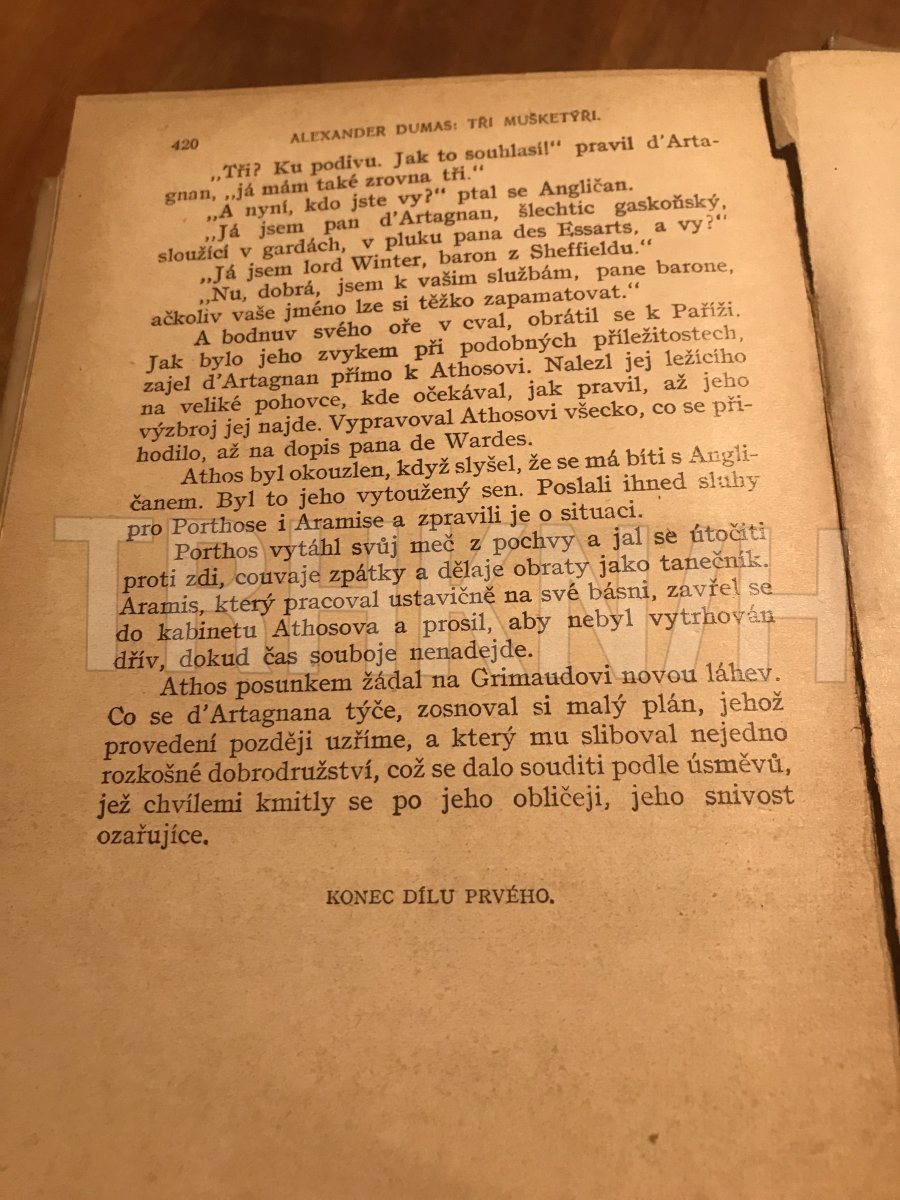 420 ALEXANDER DUMAS: TŘI MUŠKETÝŘI.
„Tři? Ku podivu. Jak to souhlasí!“ pravil d’Arta-
gnan, „já mám také zrovna tři.“
„A nyní, kdo jste vy?“ ptal se Angličan.
„Já jsem pan d’Artagnan, šlechtic gaskoňský,
sloužící v gardách, v pluku pana des Essarts, a vy?“
„Já jsem lord Winter, baron z Sheffieldu.“
„Nu, dobrá, jsem k vašim službám, pane barone,
ačkoliv vaše jméno lze si těžko zapamatovat.“
A bodnuv svého oře v cval, obrátil se k Paříži.
Jak bylo jeho zvykem při podobných příležitostech,
zajel d’Artagnan přímo k Athosovi. Nalezl jej ležícího
na veliké pohovce, kde očekával, jak pravil, až jeho
výzbroj jej najde. Vypravoval Athosovi všecko, co se při-
hodilo, až na dopis pana de Wardes.
Athos byl okouzlen, když slyšel, že se má bíti s Angli-
čanem. Byl to jeho vytoužený sen. Poslali ihned sluhy
pro Porthose i Aramise a zpravili je o situaci.
Porthos vytáhl svůj meč z pochvy a jal se útočiti
proti zdi, couvaje zpátky a dělaje obraty jako tanečník.
Aramis, který pracoval ustavičně na své básni, zavřel se
do kabinetu Athosova a prosil, aby nebyl vytrhován
dřív, dokud čas souboje nenadejde.
Athos posunkem žádal na Grimaudovi novou láhev.
Co se d’Artagnana týče, zosnoval si malý plán, jehož
provedení později uzříme, a který mu sliboval nejedno
rozkošné dobrodružství, což se dalo souditi podle úsměvů,
jež chvílemi kmitly se po jeho obličeji, jeho snivost
ozařujíce.
KONEC DÍLU PRVÉHO.